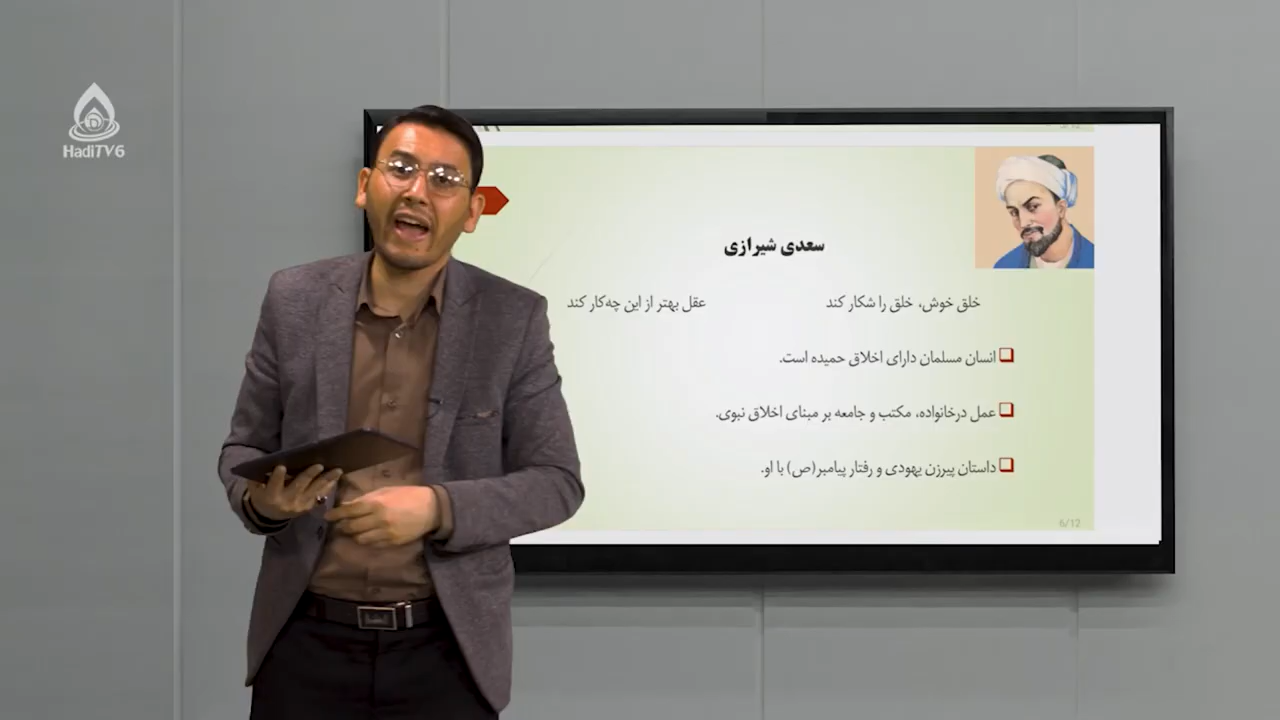 HadiTV6
سعدی شیرازی
خلق خوش، خلق را شکار کند    عقل بهتر از این چه‌کار کند
انسان مسلمان دارای اخلاق حمیده است.
عمل درخانواده، مکتب و جامعه بر مبنای اخلاق نبوی.
داستان پیرزن یهودی و رفتار پیامبر(ص) با او.
6/12